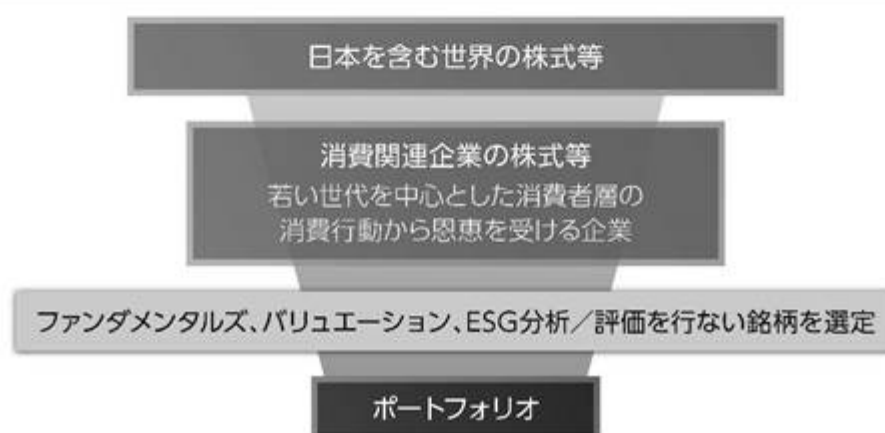 日本を含む世界の株式等
消費関連企業の株式等
若い世代を中心とした消費者層の
消費行動から恩恵を受ける企業
ファンダメンタルズ、バリュエーション、ESG分析／評価を行ない銘柄を選定
ポートフォリオ